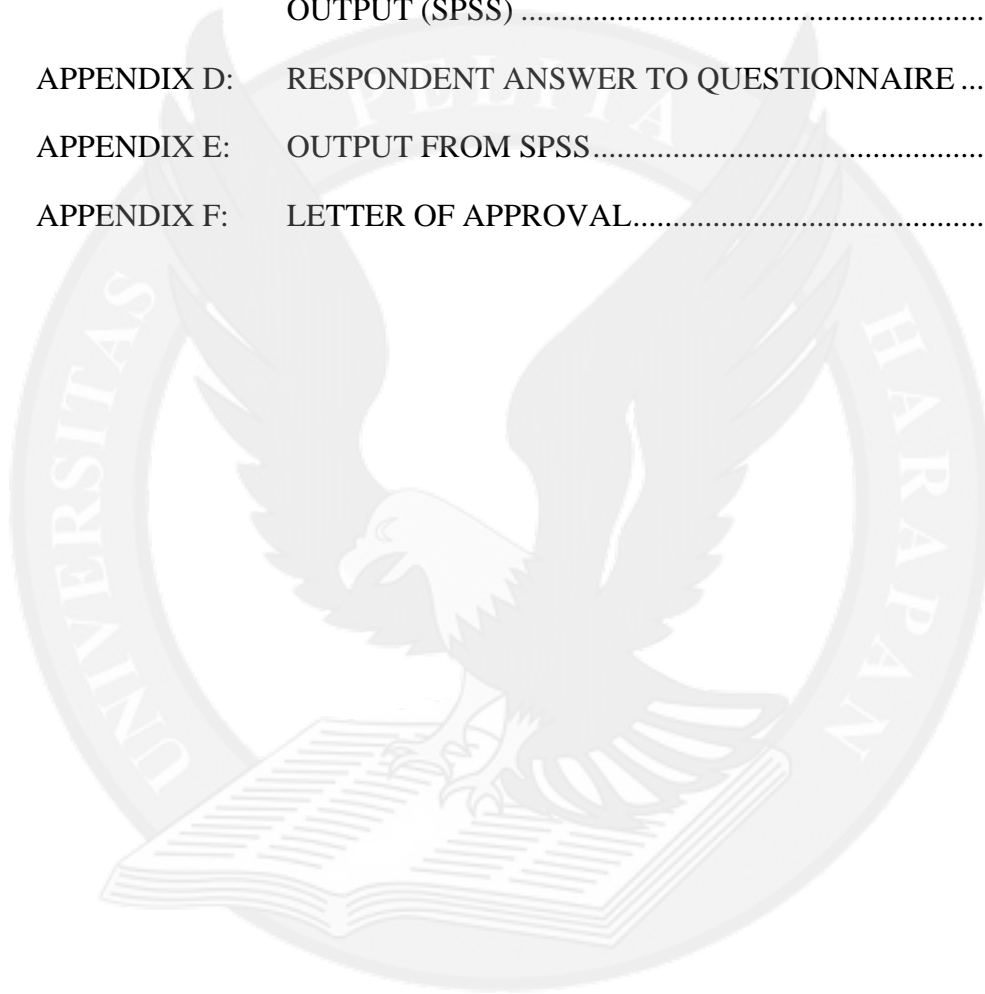 OUTPUT (SPSS) ............................................................
APPENDIX D: RESPONDENT ANSWER TO QUESTIONNAIRE ...
APPENDIX E: OUTPUT FROM SPSS..................................................
APPENDIX F: LETTER OF APPROVAL.............................................
UNIVERSITAS PELITA HARAPAN